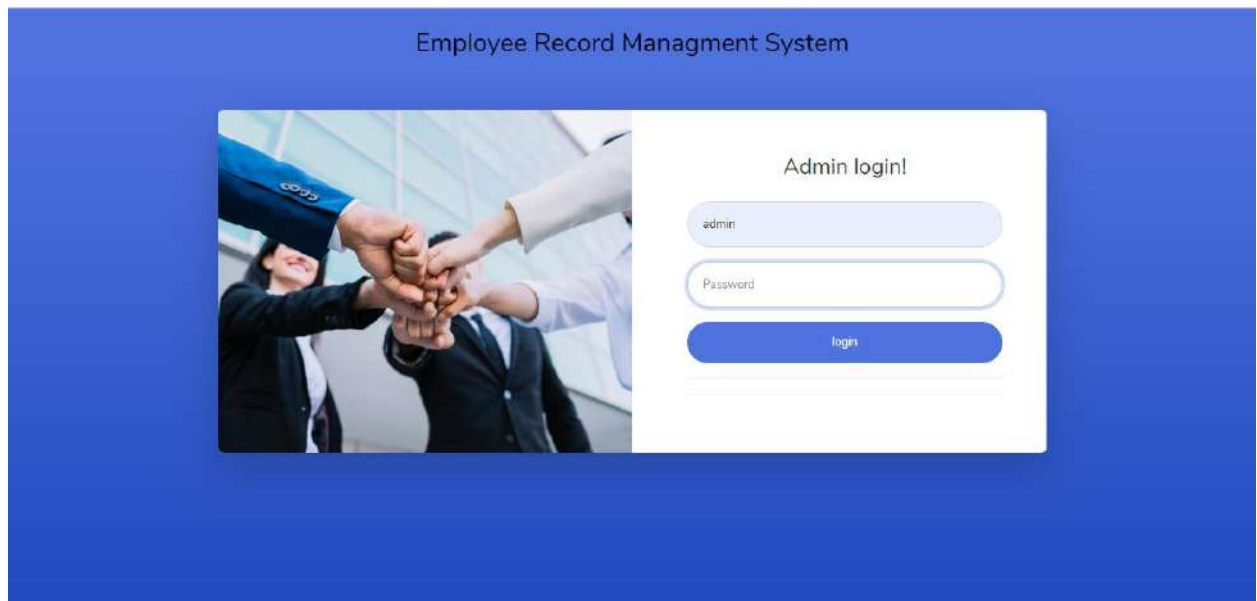 Employee Record Managment System
Admin login!
admin
Password
login